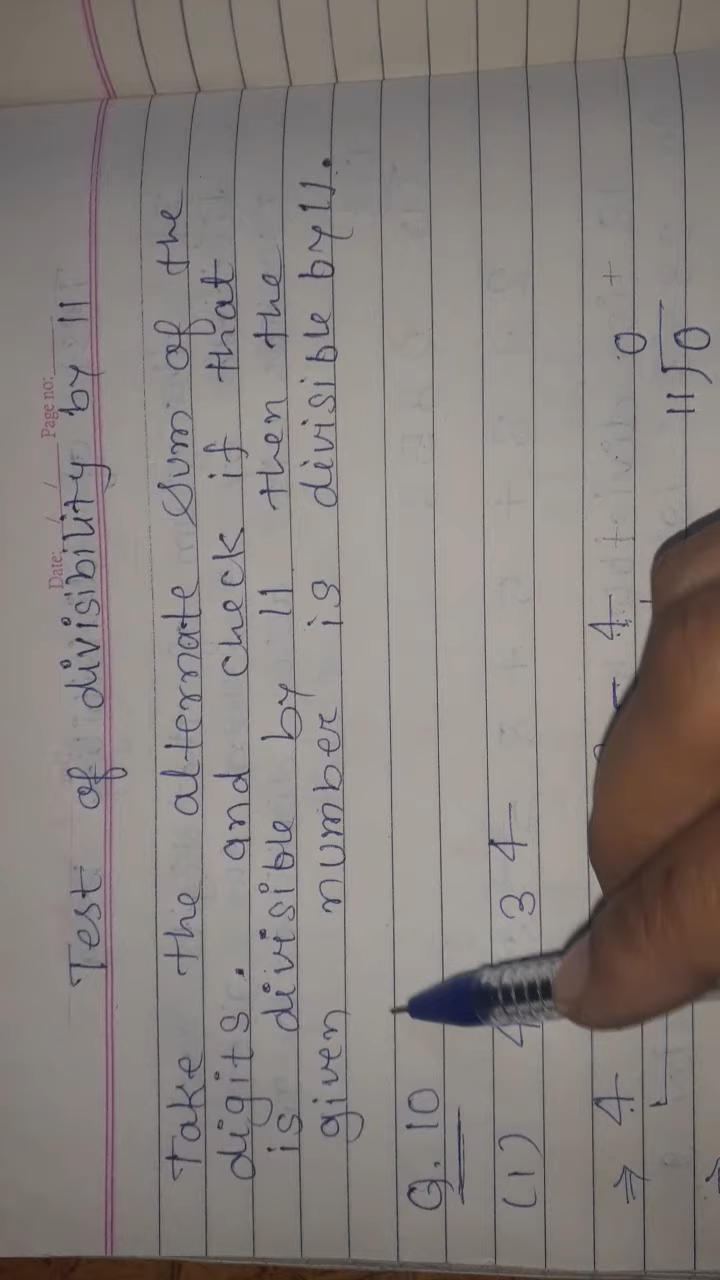 Date: / / Page no:
Test of divisibility by 11
Take the alternate sum of the
digits. and check if that
is divisible by 11 then the
given number is divisible by 11.
Q. 10
(1) 4 3 4
⇒ 4 - 4
0
11)0
⇒